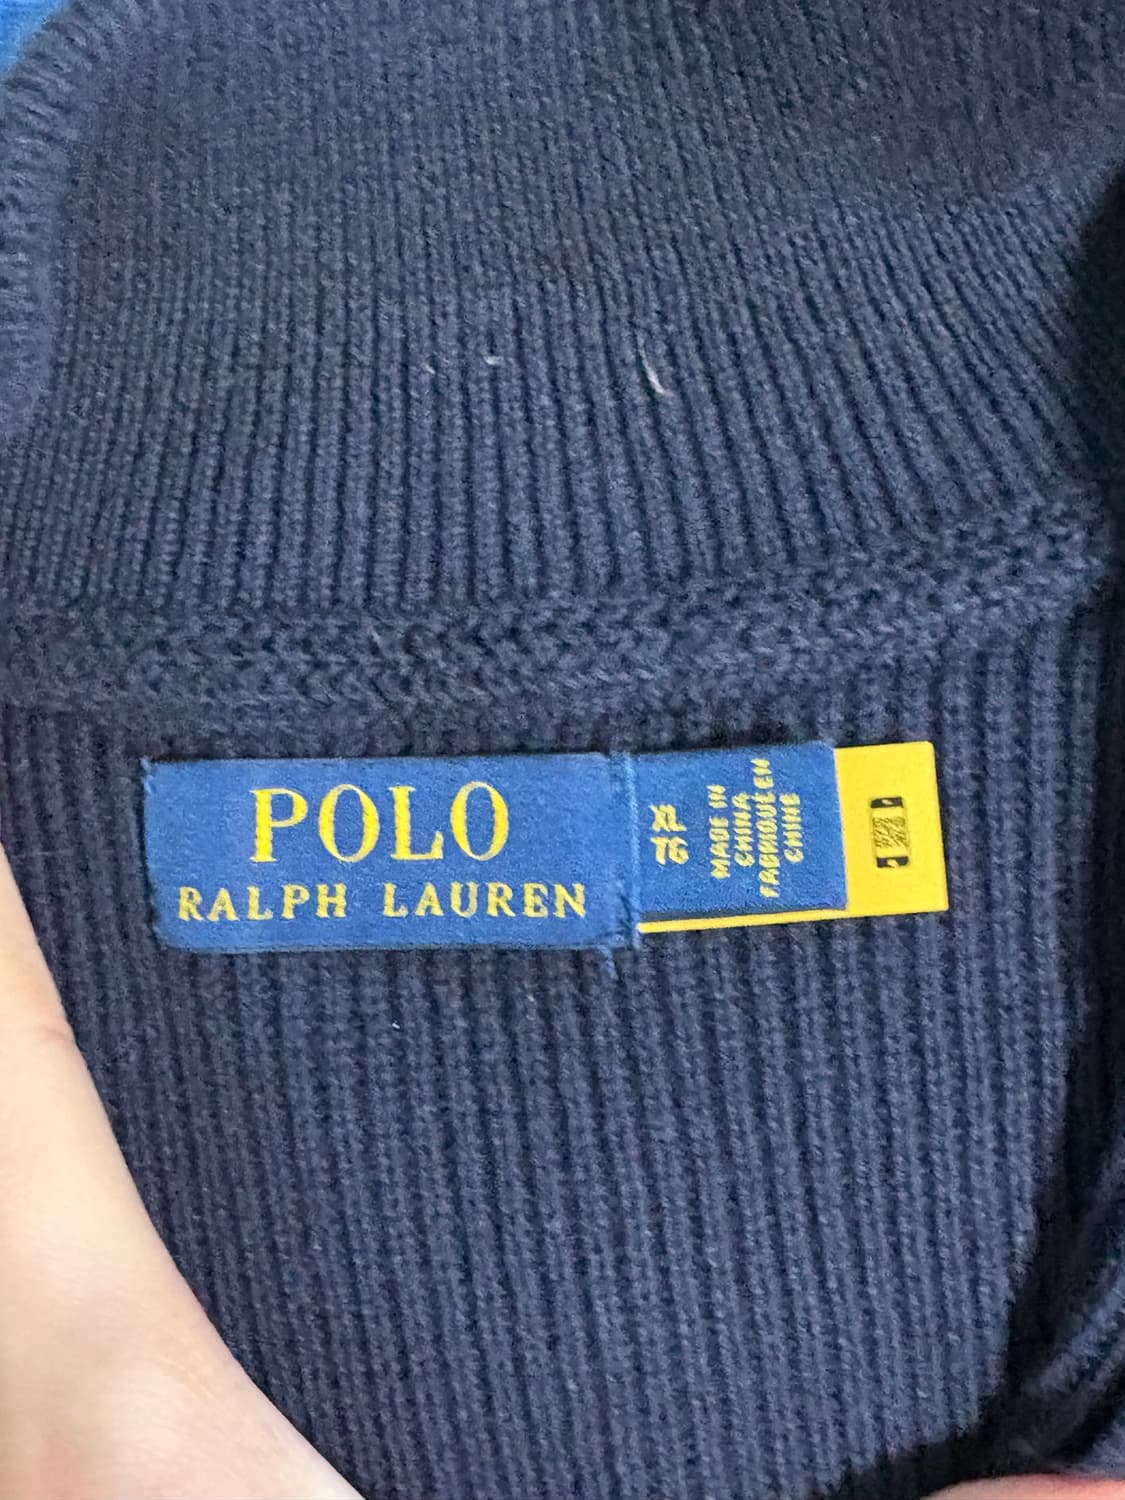 POLO
RALPH LAUREN
XL
TG
MADE IN
CHINA
FABRIQUÉ EN
CHINE